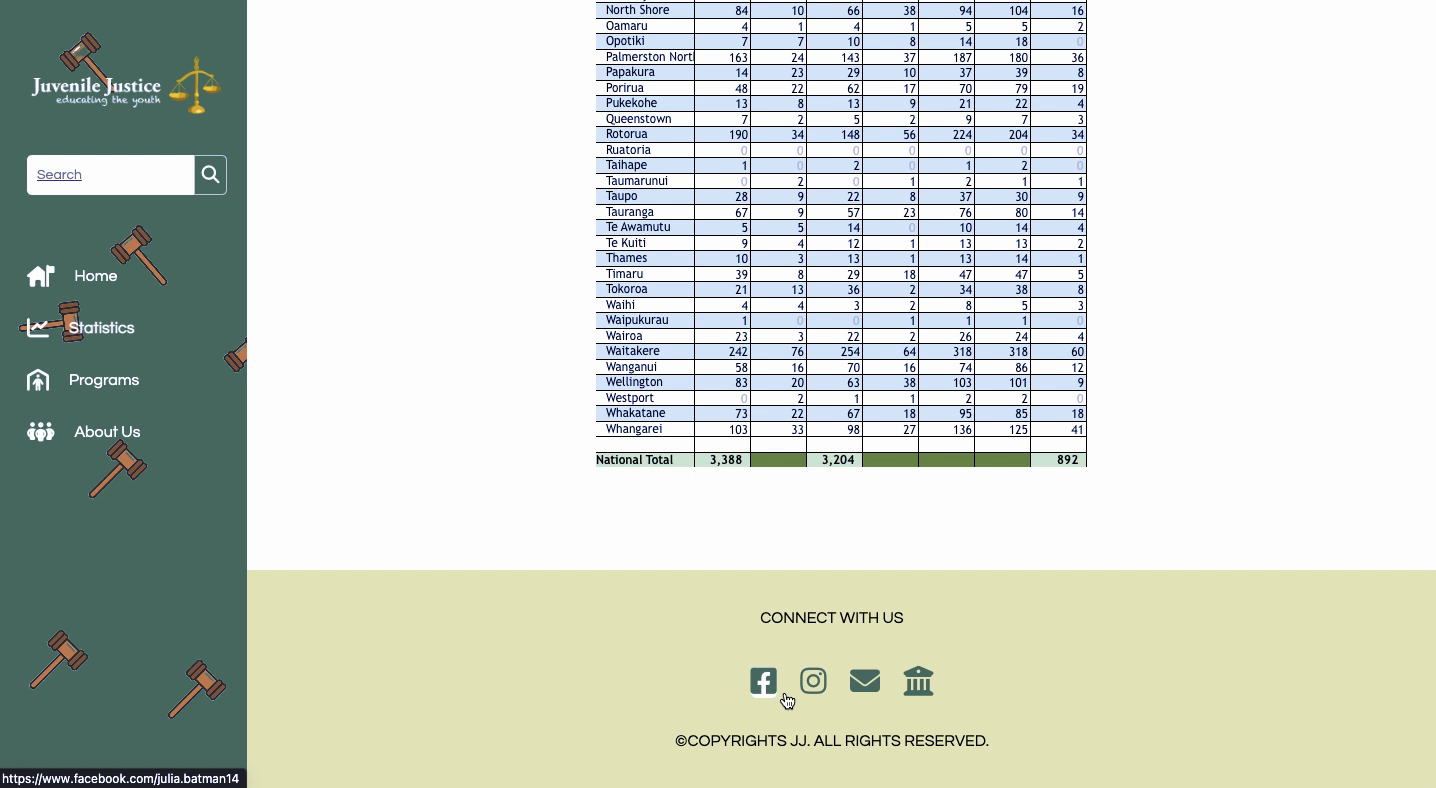 Juvenile Justice
educating the youth
Search
Home
Statistics
Programs
About Us
North Shore 84 10 66 38 94 104 16
Oamaru 4 1 4 1 5 5 2
Opotiki 7 7 10 8 14 18 0
Palmerston North 163 24 143 37 187 180 36
Papakura 14 23 29 10 37 39 8
Porirua 48 22 62 17 70 79 19
Pukekohe 13 8 13 9 21 22 4
Queenstown 7 2 5 2 9 7 3
Rotorua 190 34 148 56 224 204 34
Ruatoria 0 0 0 0 0 0 0
Taihape 1 0 2 0 1 2 0
Taumarunui 0 2 0 1 2 1 1
Taupo 28 9 22 8 37 30 9
Tauranga 67 9 57 23 76 80 14
Te Awamutu 5 5 14 0 10 14 4
Te Kuiti 9 4 12 1 13 13 2
Thames 10 3 13 1 13 14 1
Timaru 39 8 29 18 47 47 5
Tokoroa 21 13 36 2 34 38 8
Waihi 4 4 3 2 8 5 3
Waipukurau 1 0 0 1 1 1 0
Wairoa 23 3 22 2 26 24 4
Waitakere 242 76 254 64 318 318 60
Wanganui 58 16 70 16 74 86 12
Wellington 83 20 63 38 103 101 9
Westport 0 2 1 1 2 2 0
Whakatane 73 22 67 18 95 85 18
Whangarei 103 33 98 27 136 125 41
National Total 3,388 3,204 892
CONNECT WITH US
©COPYRIGHTS JJ. ALL RIGHTS RESERVED.
https://www.facebook.com/julia.batman14